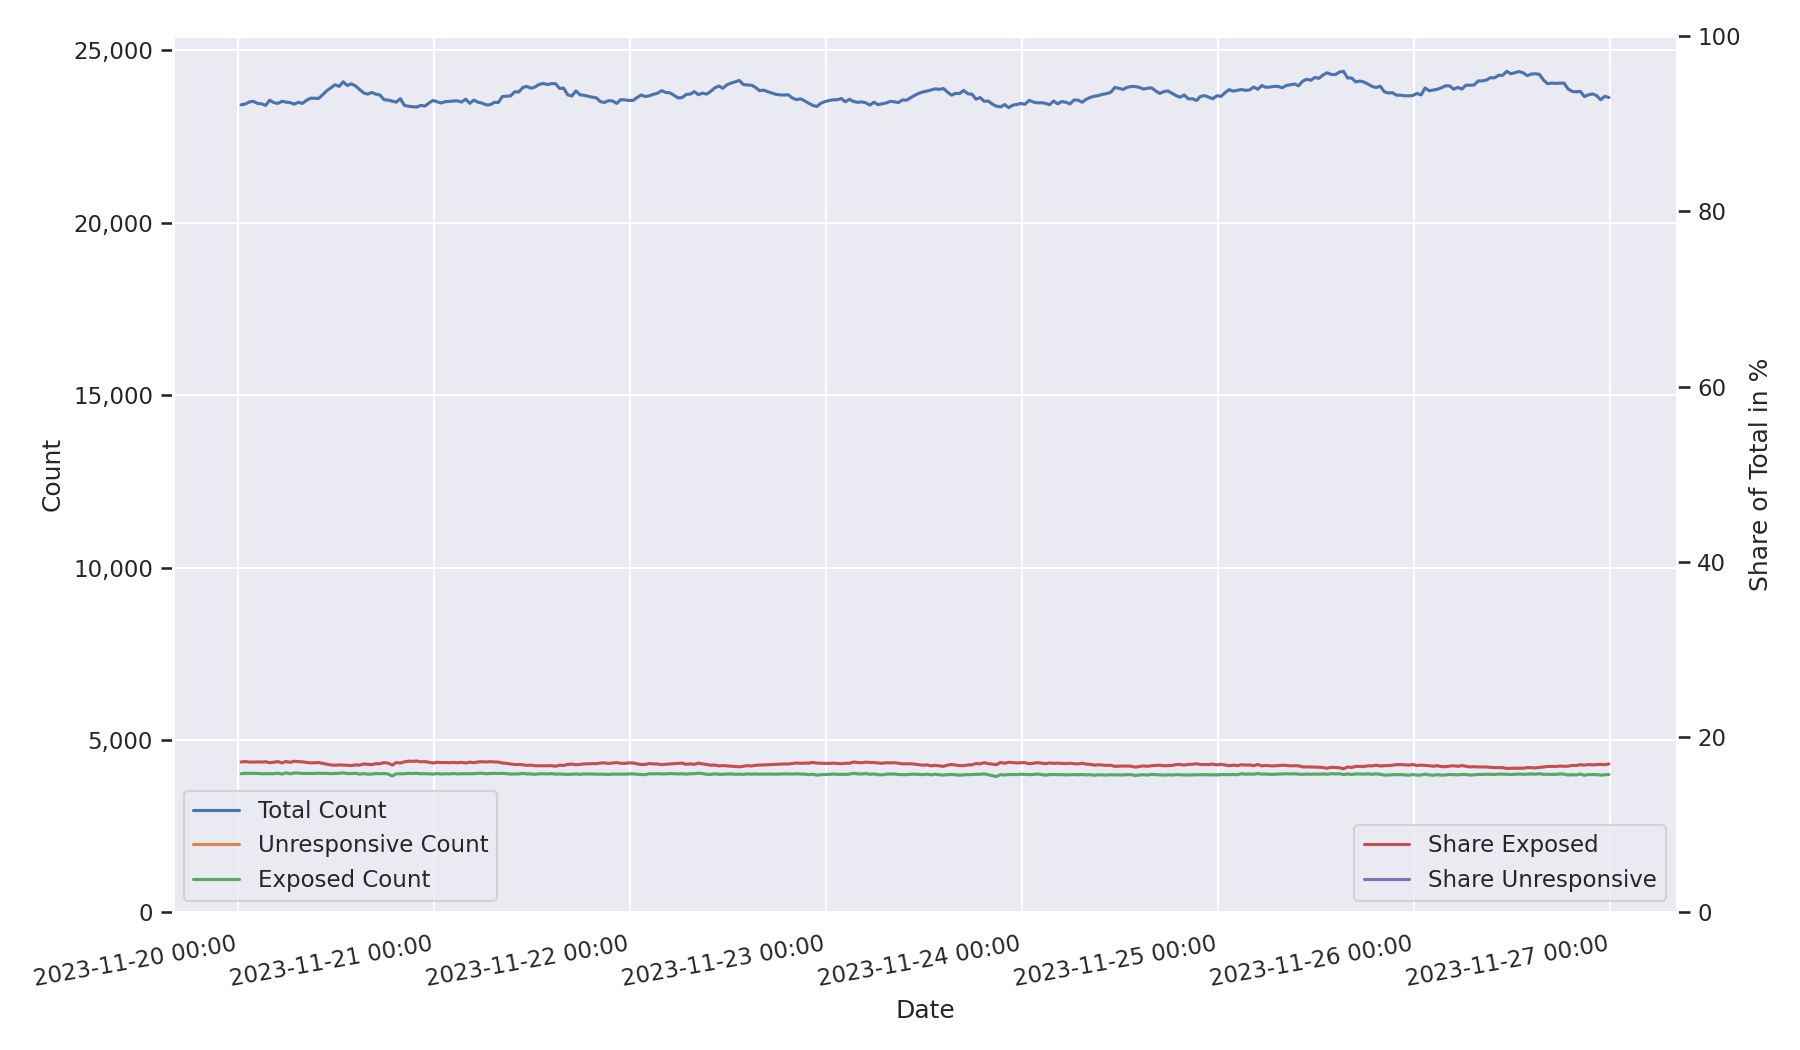 25,000
20,000
15,000
10,000
5,000
0
Count
100
80
60
40
20
0
Share of Total in %
Total Count
Unresponsive Count
Exposed Count
Share Exposed
Share Unresponsive
2023-11-20 00:00
2023-11-21 00:00
2023-11-22 00:00
2023-11-23 00:00
2023-11-24 00:00
2023-11-25 00:00
2023-11-26 00:00
2023-11-27 00:00
Date